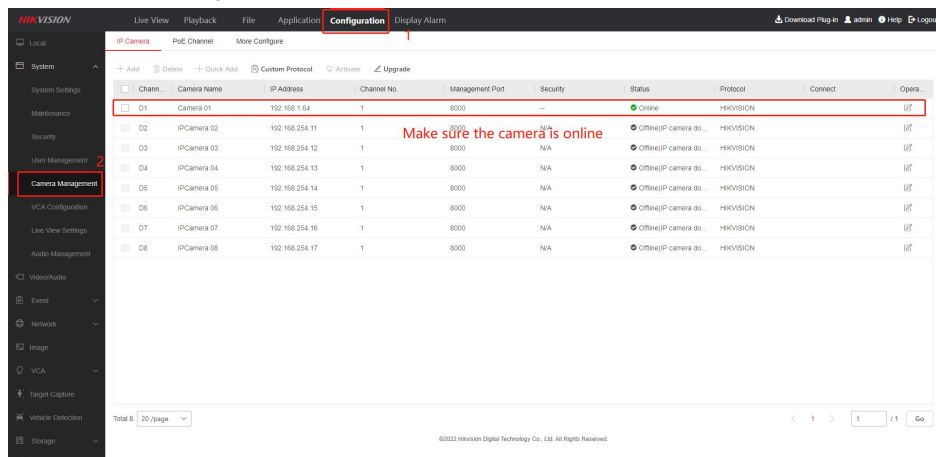 HIKVISION Live View Playback File Application Configuration Display Alarm Download Plug-in admin Help Logou
1
Local
System
System Settings
Maintenance
Security
User Management 2
Camera Management
VCA Configuration
Live View Settings
Audio Management
Video/Audio
Event
Network
Image
VCA
Target Capture
Vehicle Detection
Storage
IP Camera PoE Channel More Configure
+ Add Delete + Quick Add Custom Protocol Activate Upgrade
Chann... Camera Name IP Address Channel No. Management Port Security Status Protocol Connect Opera...
D1 Camera 01 192.168.1.64 1 8000 -- Online HIKVISION
D2 IPCamera 02 192.168.254.11 1 8000 N/A Offline(IP camera do... HIKVISION
Make sure the camera is online
D3 IPCamera 03 192.168.254.12 1 8000 N/A Offline(IP camera do... HIKVISION
D4 IPCamera 04 192.168.254.13 1 8000 N/A Offline(IP camera do... HIKVISION
D5 IPCamera 05 192.168.254.14 1 8000 N/A Offline(IP camera do... HIKVISION
D6 IPCamera 06 192.168.254.15 1 8000 N/A Offline(IP camera do... HIKVISION
D7 IPCamera 07 192.168.254.16 1 8000 N/A Offline(IP camera do... HIKVISION
D8 IPCamera 08 192.168.254.17 1 8000 N/A Offline(IP camera do... HIKVISION
Total 8 20 /page < 1 > 1 / 1 Go
©2022 Hikvision Digital Technology Co., Ltd. All Rights Reserved.